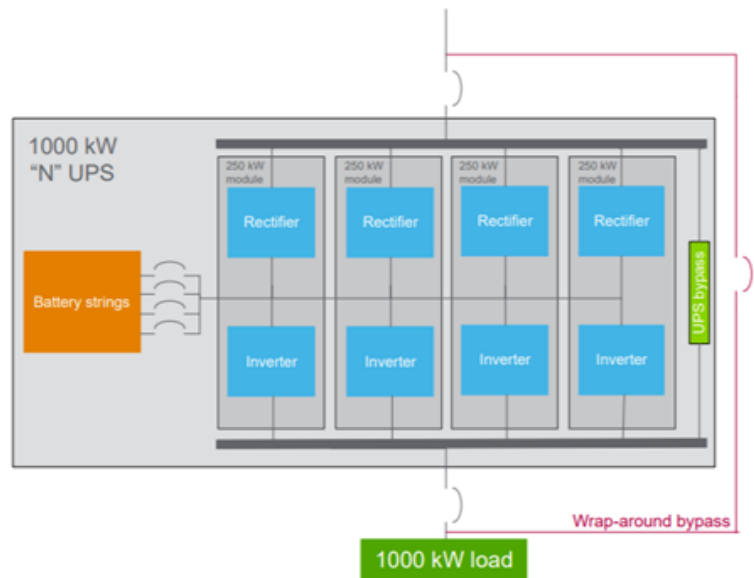 1000 kW
“N” UPS
250 kW
module
250 kW
module
250 kW
module
250 kW
module
Rectifier
Rectifier
Rectifier
Rectifier
Battery strings
UPS bypass
Inverter
Inverter
Inverter
Inverter
Wrap-around bypass
1000 kW load